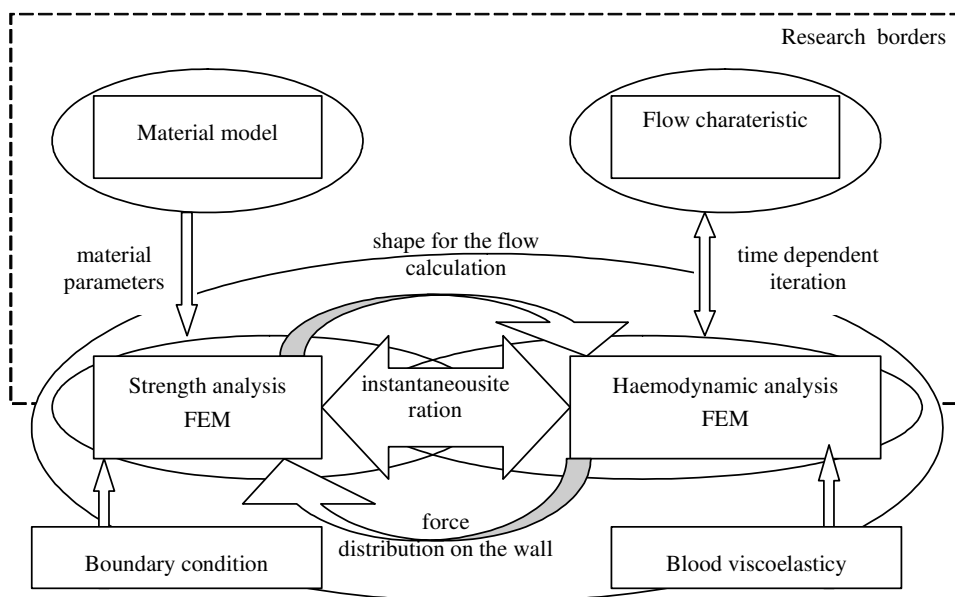 Research borders
Material model
Flow charateristic
material
parameters
shape for the flow
calculation
time dependent
iteration
Strength analysis
FEM
instantaneousite
ration
Haemodynamic analysis
FEM
force
distribution on the wall
Boundary condition
Blood viscoelasticy